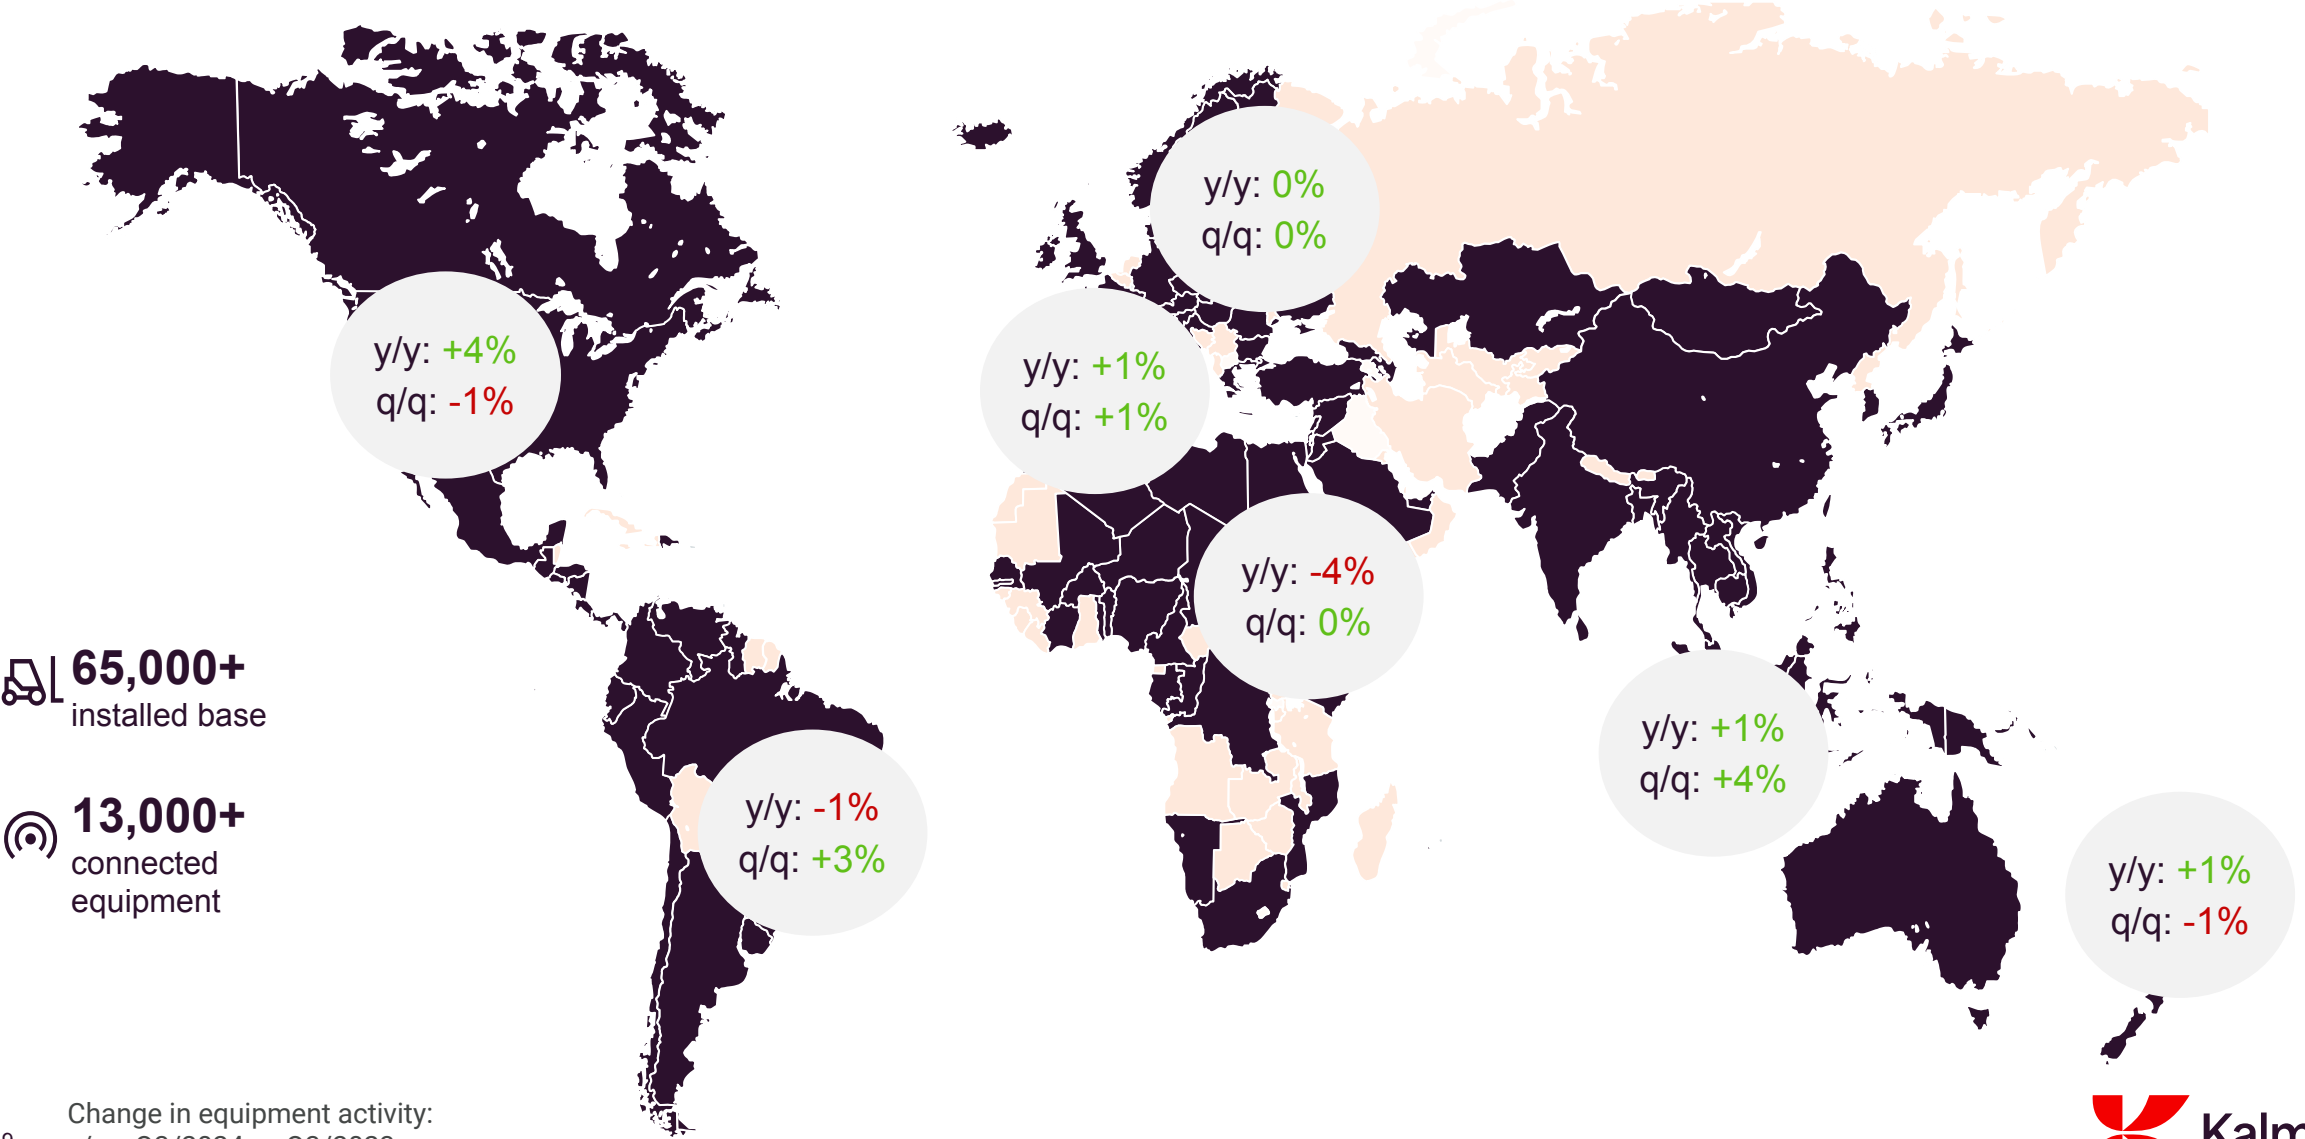 y/y: 0%
q/q: 0%
y/y: +4%
q/q: -1%
y/y: +1%
q/q: +1%
y/y: -4%
q/q: 0%
65,000+
installed base
y/y: +1%
q/q: +4%
13,000+
connected
equipment
y/y: -1%
q/q: +3%
y/y: +1%
q/q: -1%
Change in equipment activity:
Kalm